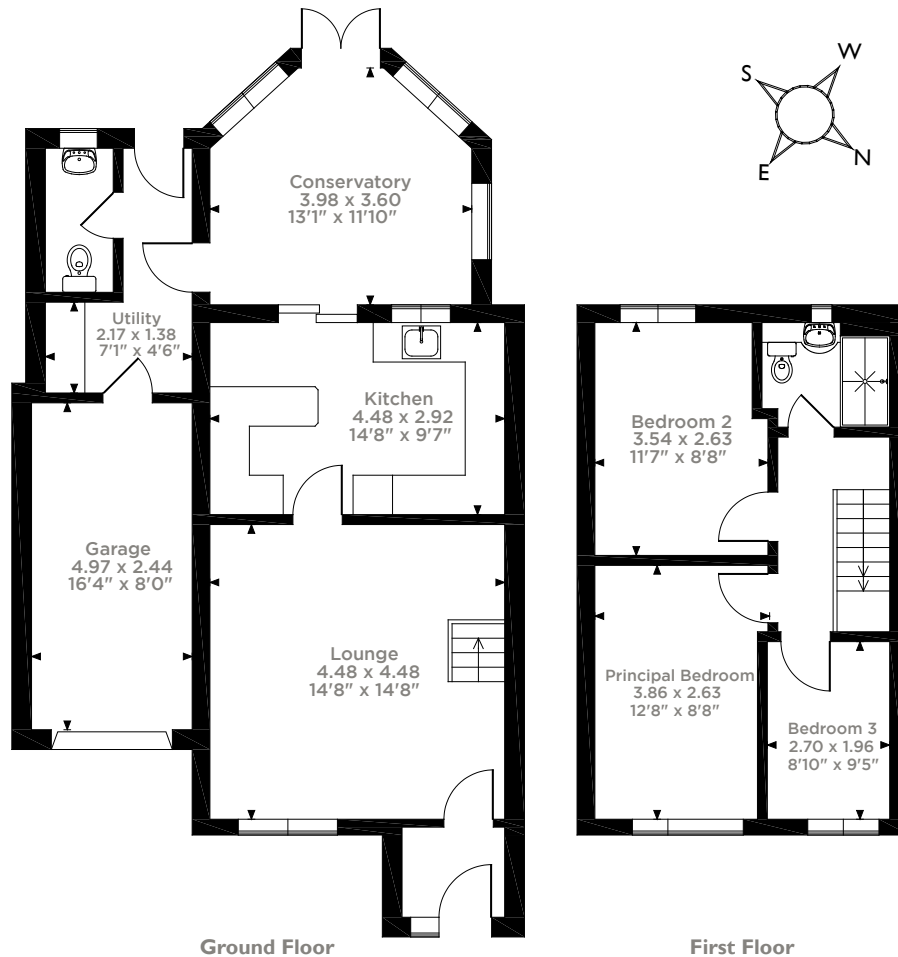 W
S
N
E
Conservatory
3.98 x 3.60
13'1" x 11'10"
Utility
2.17 x 1.38
7'1" x 4'6"
Kitchen
4.48 x 2.92
14'8" x 9'7"
Bedroom 2
3.54 x 2.63
11'7" x 8'8"
Garage
4.97 x 2.44
16'4" x 8'0"
Lounge
4.48 x 4.48
14'8" x 14'8"
Principal Bedroom
3.86 x 2.63
12'8" x 8'8"
Bedroom 3
2.70 x 1.96
8'10" x 9'5"
Ground Floor
First Floor